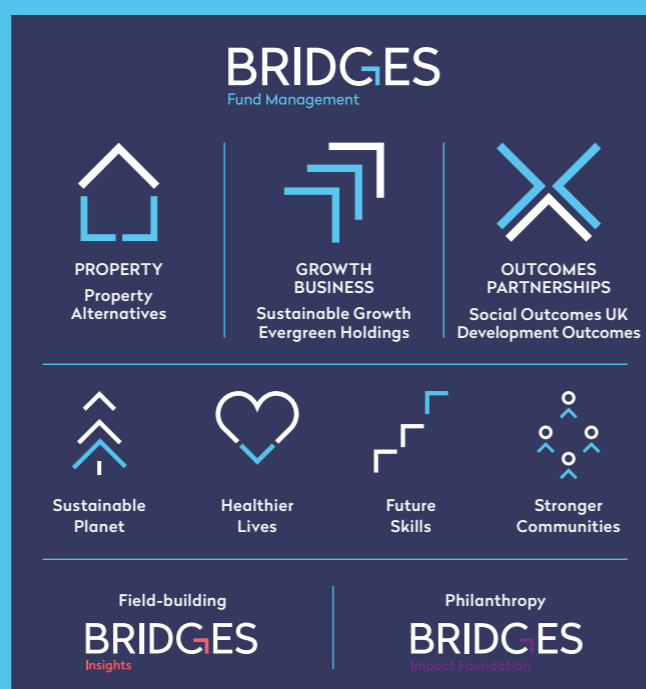 BRIDGES
Fund Management
PROPERTY
Property
Alternatives
GROWTH
BUSINESS
Sustainable Growth
Evergreen Holdings
OUTCOMES
PARTNERSHIPS
Social Outcomes UK
Development Outcomes
Sustainable
Planet
Healthier
Lives
Future
Skills
Stronger
Communities
Field-building
BRIDGES
Insights
Philanthropy
BRIDGES
Impact Foundation